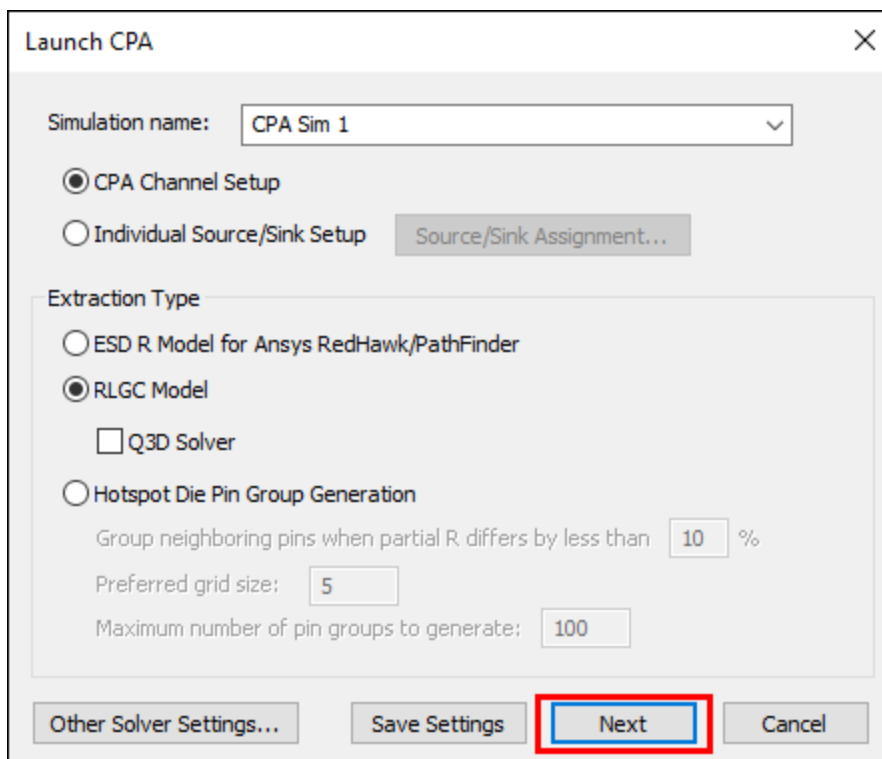 Launch CPA
Simulation name: CPA Sim 1
CPA Channel Setup
Individual Source/Sink Setup Source/Sink Assignment...
Extraction Type
ESD R Model for Ansys RedHawk/PathFinder
RLGC Model
Q3D Solver
Hotspot Die Pin Group Generation
Group neighboring pins when partial R differs by less than 10 %
Preferred grid size: 5
Maximum number of pin groups to generate: 100
Other Solver Settings... Save Settings Next Cancel